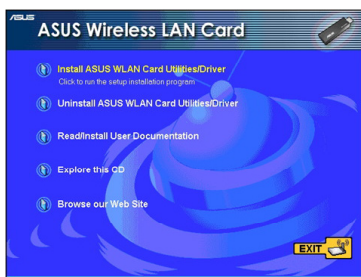 ASUS
ASUS Wireless LAN Card
Install ASUS WLAN Card Utilities/Driver
Click to run the setup installation program
Uninstall ASUS WLAN Card Utilities/Driver
Read/Install User Documentation
Explore this CD
Browse our Web Site
EXIT